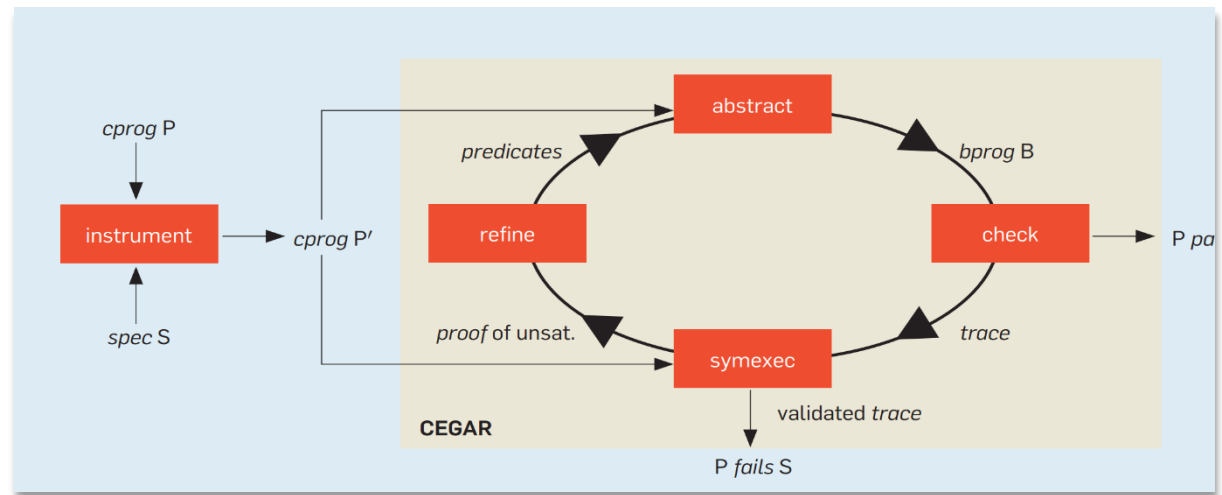 abstract
cprog P
predicates
bprog B
instrument
cprog P′
refine
check
P pa
spec S
proof of unsat.
trace
symexec
validated trace
CEGAR
P fails S